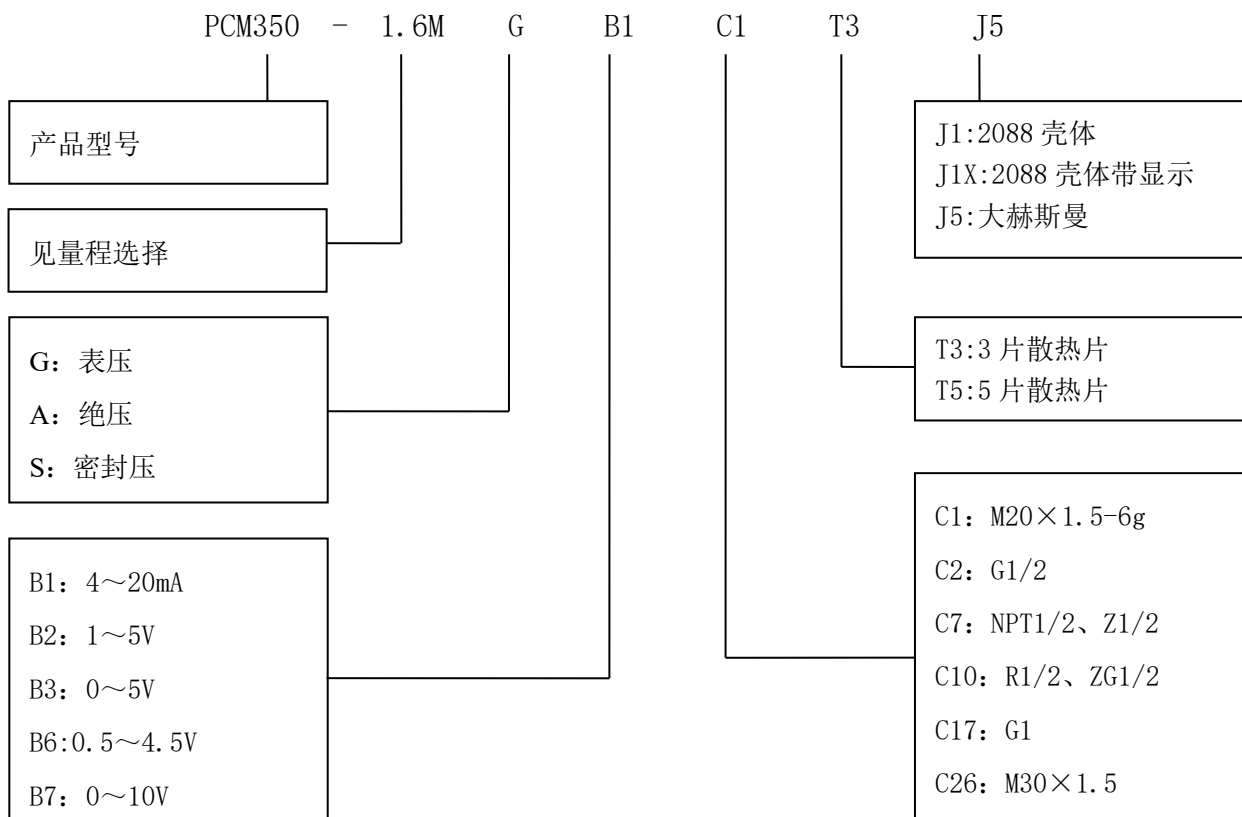 PCM350 - 1.6M G B1 C1 T3 J5
产品型号
见量程选择
G：表压
A：绝压
S：密封压
B1：4～20mA
B2：1～5V
B3：0～5V
B6:0.5～4.5V
B7：0～10V
J1:2088 壳体
J1X:2088 壳体带显示
J5:大赫斯曼
T3:3 片散热片
T5:5 片散热片
C1：M20×1.5-6g
C2：G1/2
C7：NPT1/2、Z1/2
C10：R1/2、ZG1/2
C17：G1
C26：M30×1.5